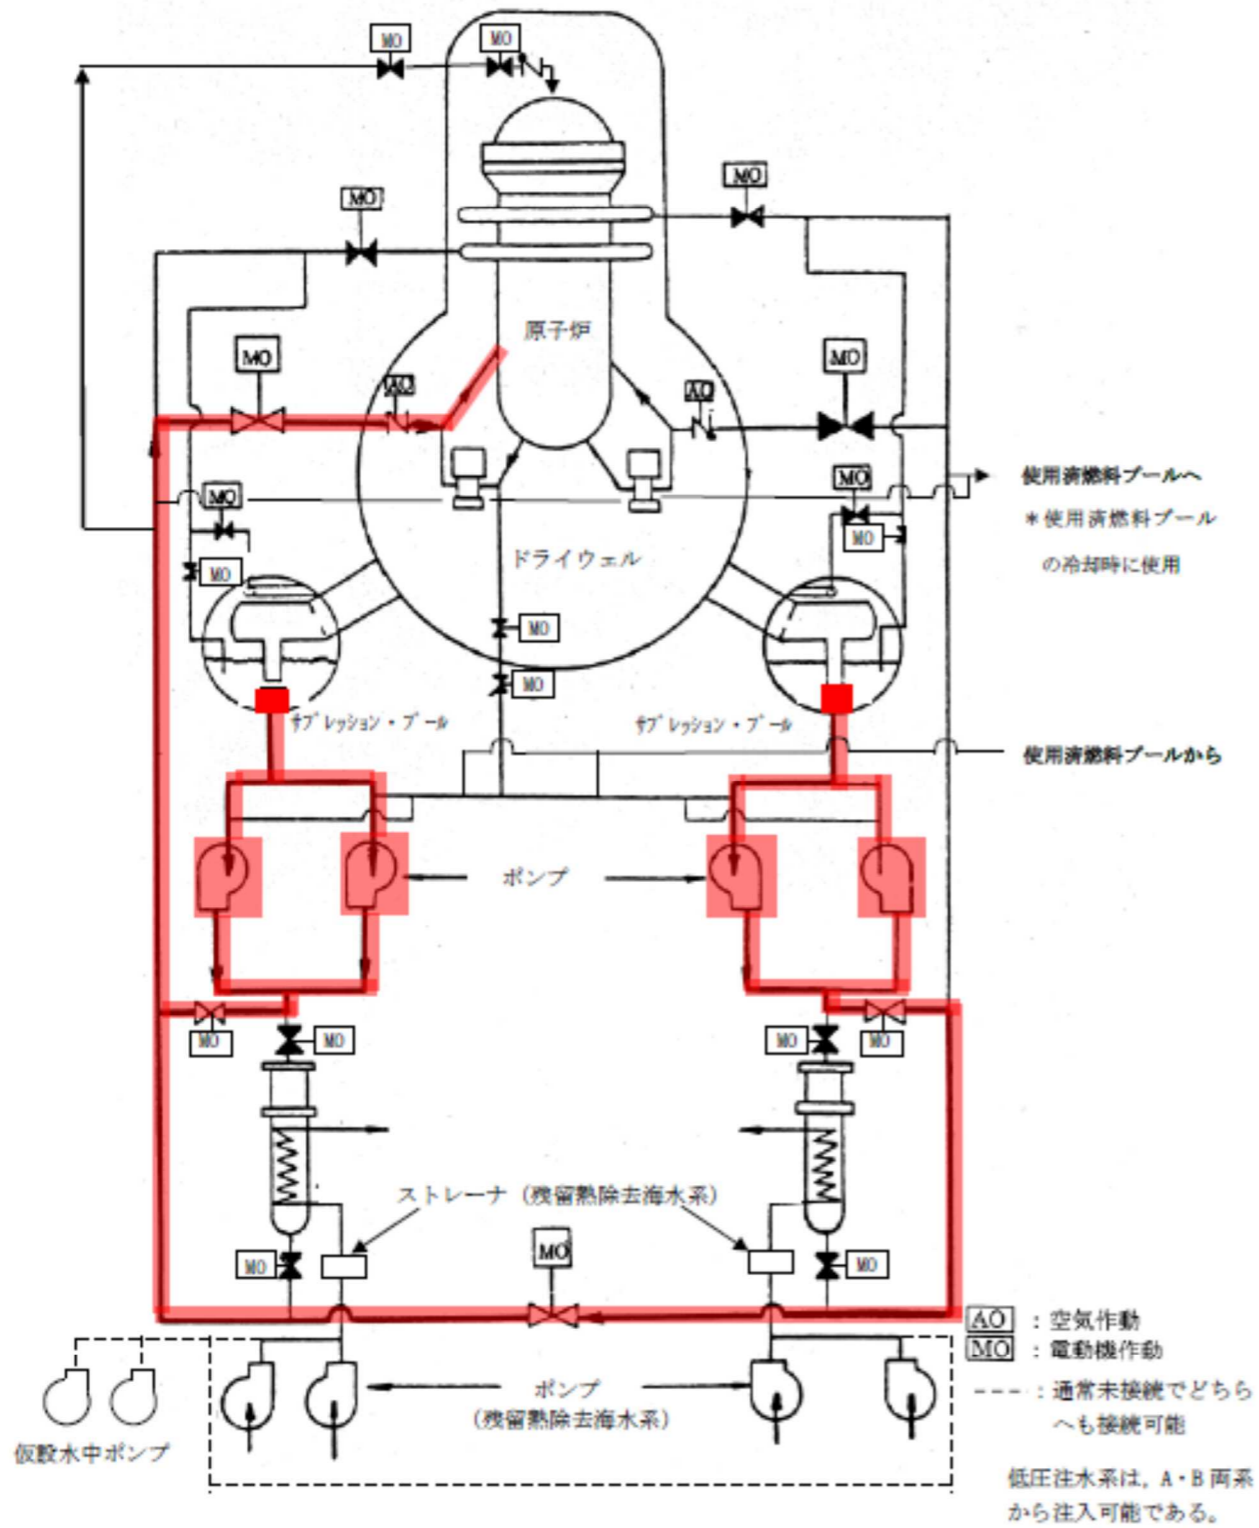 MO
MO
MO
MO
原子炉
MO
AO
AO
MO
MO
MO
MO
MO
使用済燃料プールへ
*使用済燃料プール
の冷却時に使用
ドライウェル
MO
MO
サプレッション・プール
サプレッション・プール
使用済燃料プールから
ポンプ
MO
MO
MO
MO
ストレーナ(残留熱除去海水系)
MO
MO
MO
AO : 空気作動
MO : 電動機作動
----: 通常未接続でどちら
へも接続可能
ポンプ
(残留熱除去海水系)
仮設水中ポンプ
低圧注水系は,A・B両系
から注入可能である。